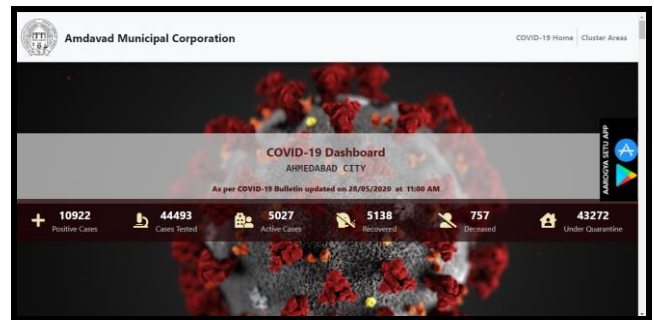 Amdavad Municipal Corporation
COVID-19 Home Cluster Areas
COVID-19 Dashboard
AHMEDABAD CITY
As per COVID-19 Bulletin updated on 28/05/2020 at 11:00 AM
AAROGYA SETU APP
10922 44493 5027 5138 757 43272
Positive Cases Cases Tested Active Cases Recovered Deceased Under Quarantine